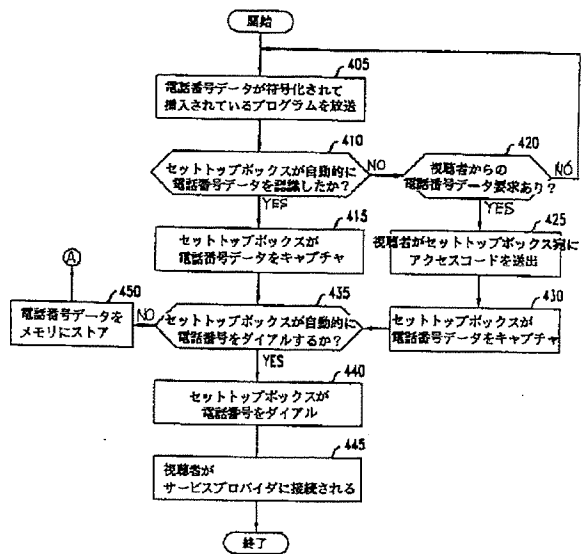 開始
405
電話番号データが符号化されて
挿入されているプログラムを放送
410
セットトップボックスが自動的に
電話番号データを認識したか?
NO
YES
420
視聴者からの
電話番号データ要求あり?
NO
YES
415
セットトップボックスが
電話番号データをキャプチャ
425
視聴者がセットトップボックス宛に
アクセスコードを送出
430
セットトップボックスが
電話番号データをキャプチャ
435
セットトップボックスが自動的に
電話番号をダイアルするか?
NO
YES
A
450
電話番号データを
メモリにストア
440
セットトップボックスが
電話番号をダイアル
445
視聴者が
サービスプロバイダに接続される
終了